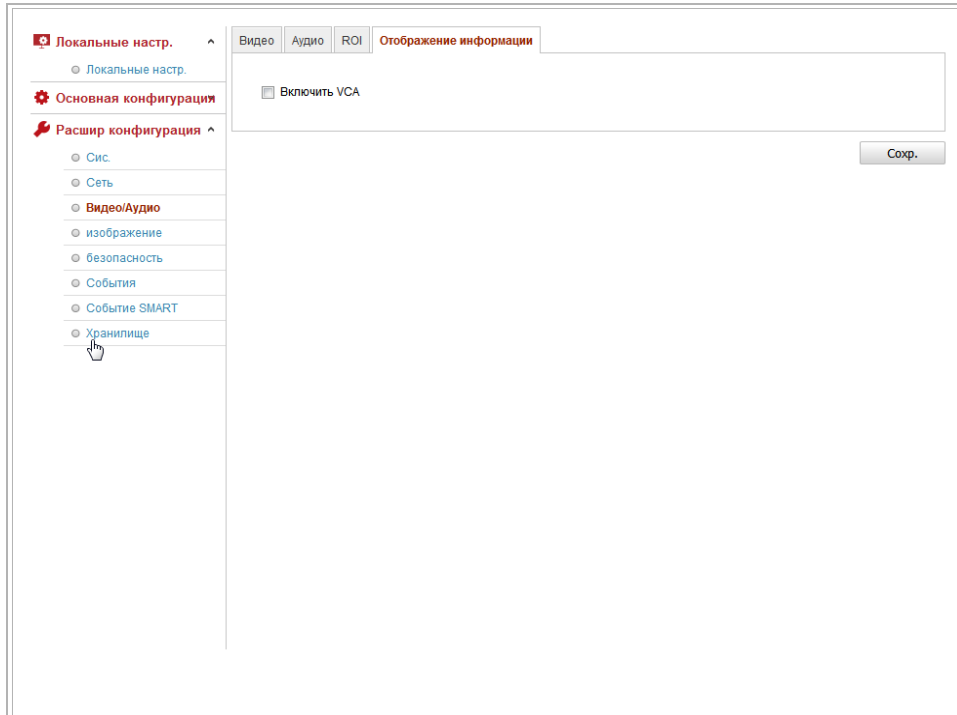 Локальные настр.
Локальные настр.
Основная конфигурация
Расшир конфигурация
Сис.
Сеть
Видео/Аудио
изображение
безопасность
События
Событие SMART
Хранилище
Видео Аудио ROI Отображение информации
Включить VCA
Сохр.